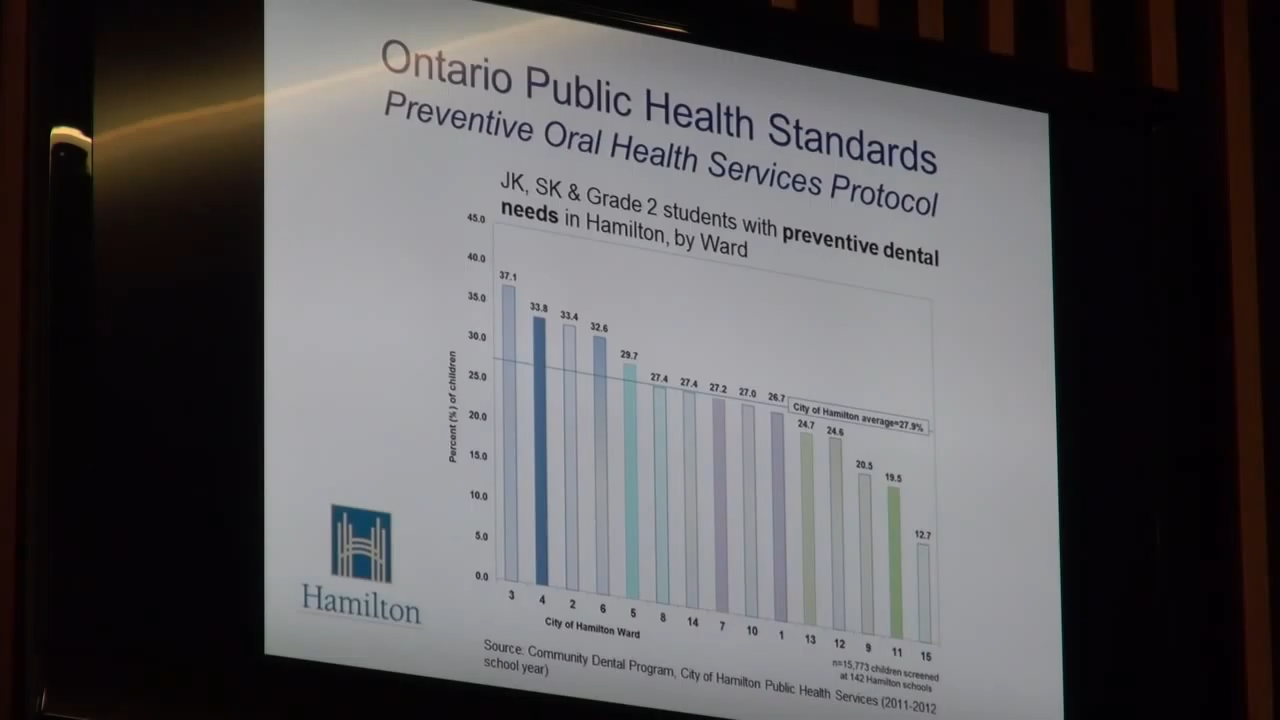 Ontario Public Health Standards
Preventive Oral Health Services Protocol
JK, SK & Grade 2 students with preventive dental
needs in Hamilton, by Ward
45.0
40.0
35.0
30.0
25.0
20.0
15.0
10.0
5.0
0.0
Percent (%) of children
37.1
33.8
33.4
32.6
29.7
27.4
27.4
27.2
27.0
26.7
City of Hamilton average=27.9%
24.7
24.6
20.5
19.5
12.7
3 4 2 6 5 8 14 7 10 1 13 12 9 11 15
City of Hamilton Ward
n=15,773 children screened
at 142 Hamilton schools
Hamilton
Source: Community Dental Program, City of Hamilton Public Health Services (2011-2012
school year)